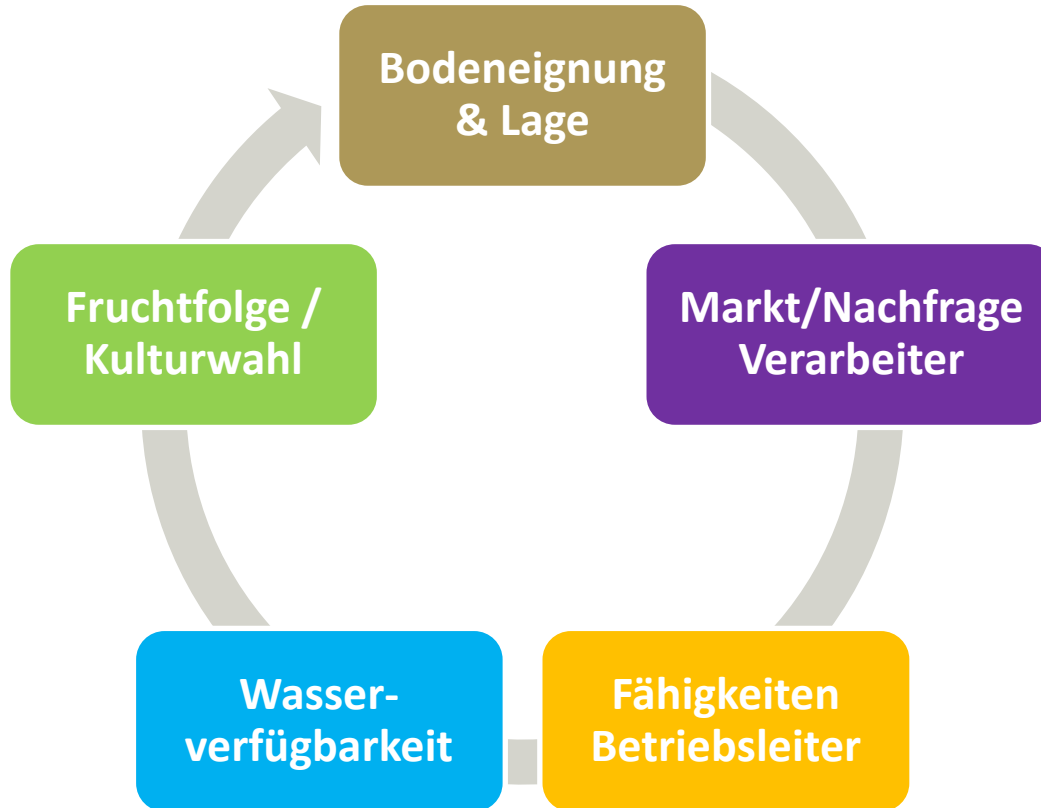 Bodeneignung
& Lage
Markt/Nachfrage
Verarbeiter
Fähigkeiten
Betriebsleiter
Wasser-
verfügbarkeit
Fruchtfolge /
Kulturwahl